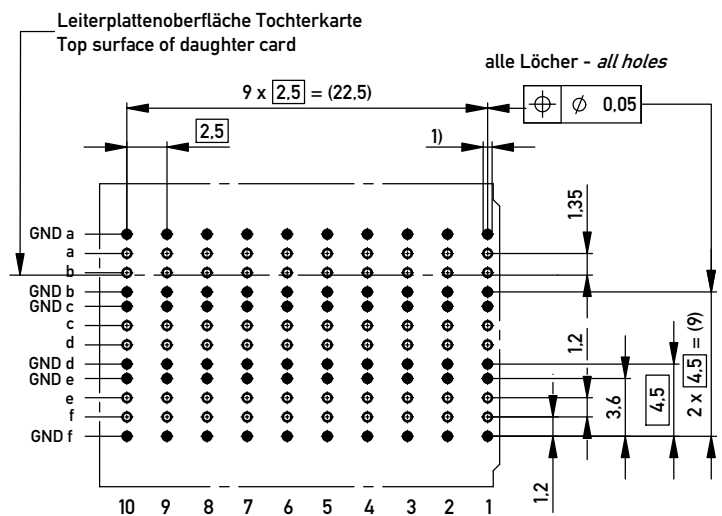 Leiterplattenoberfläche Tochterkarte
Top surface of daughter card
alle Löcher - all holes
9 x 2,5 = (22,5)
⌖ ⌀ 0,05
2,5
1)
1,35
GND a
a
b
GND b
GND c
c
d
GND d
GND e
e
f
GND f
1.2
3.6
4,5
2 x 4,5 = (9)
1.2
10 9 8 7 6 5 4 3 2 1